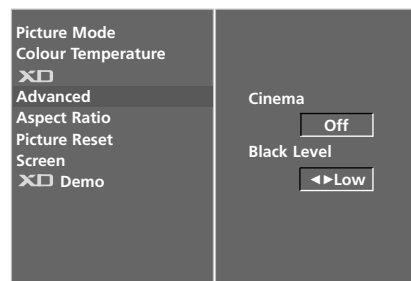 Picture Mode
Colour Temperature
XD
Advanced
Aspect Ratio
Picture Reset
Screen
XD Demo
Cinema
Off
Black Level
◄►Low